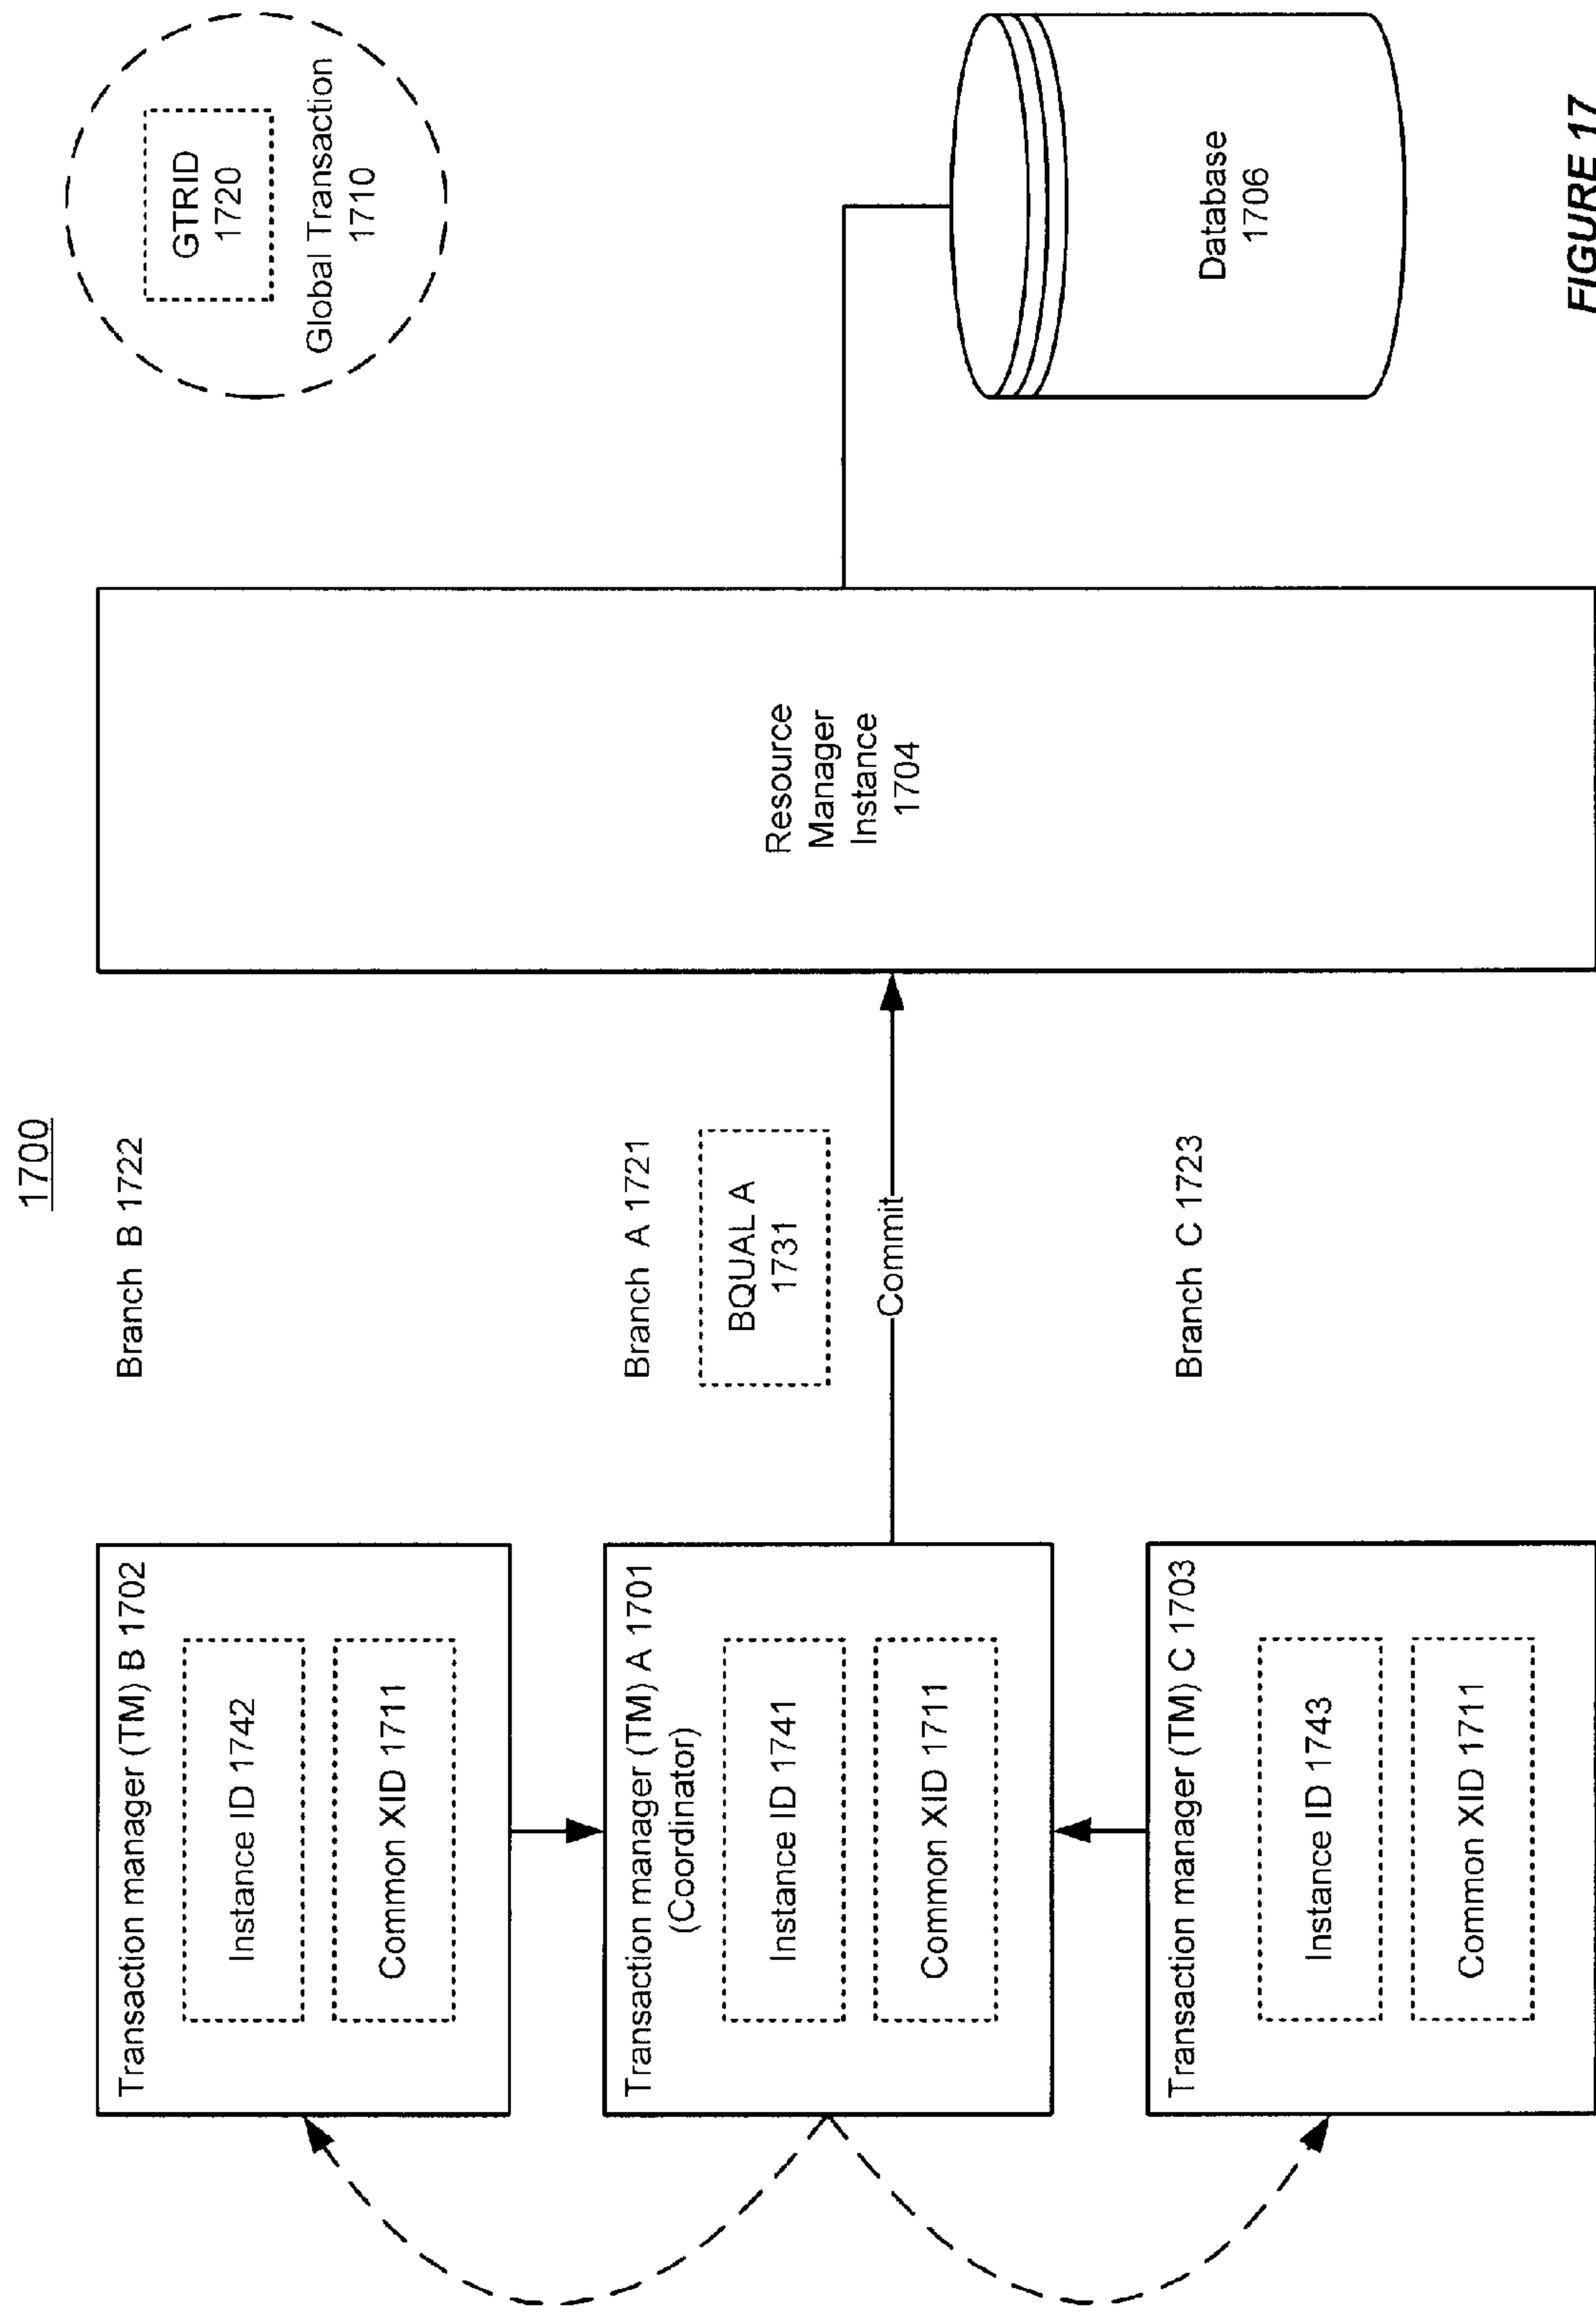 1700
Transaction manager (TM) B 1702
Instance ID 1742
Common XID 1711
Branch B 1722
Transaction manager (TM) A 1701
(Coordinator)
Instance ID 1741
Common XID 1711
Branch A 1721
BQUAL A
1731
Commit
Transaction manager (TM) C 1703
Instance ID 1743
Common XID 1711
Branch C 1723
Resource
Manager
Instance
1704
GTRID
1720
Global Transaction
1710
Database
1706
FIGURE 17